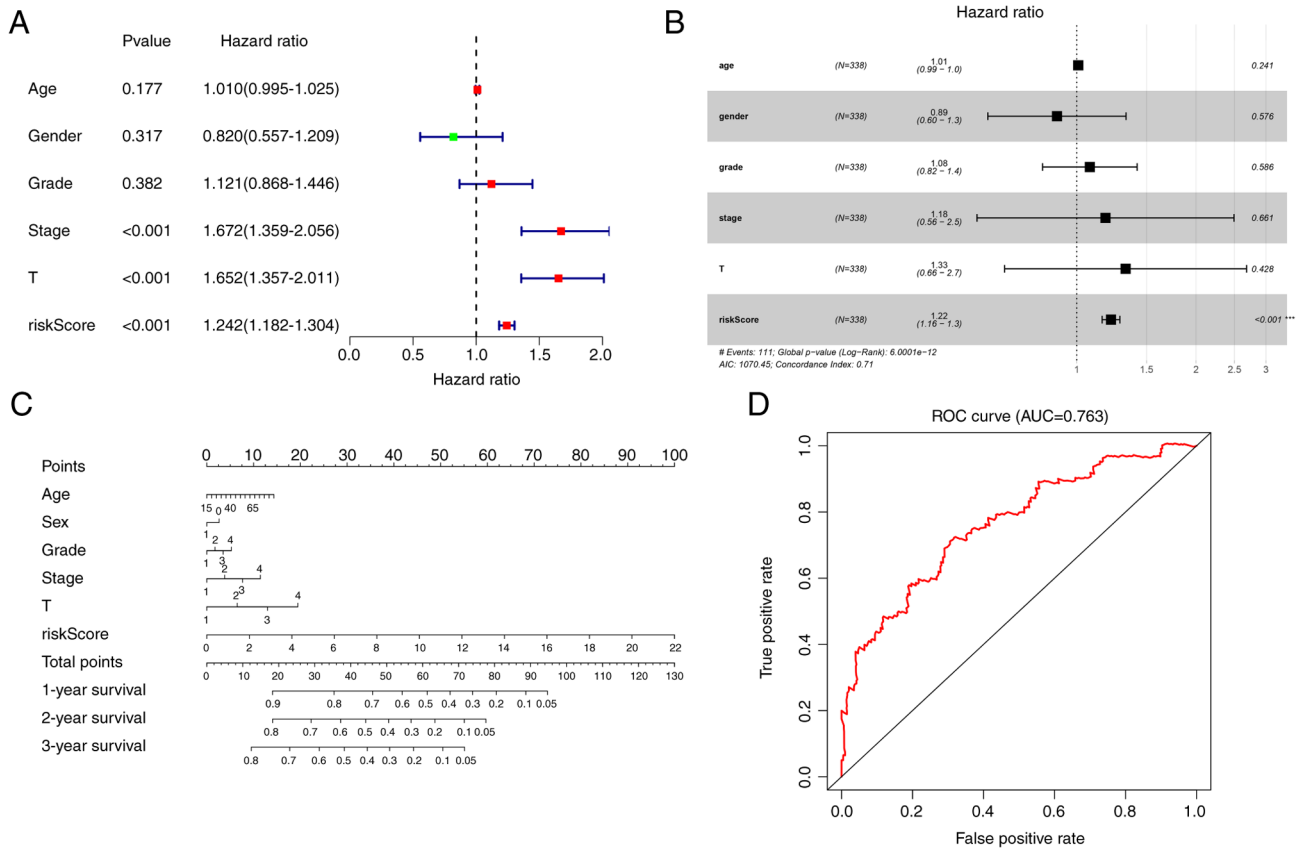 A
Pvalue Hazard ratio
Age 0.177 1.010(0.995-1.025)
Gender 0.317 0.820(0.557-1.209)
Grade 0.382 1.121(0.868-1.446)
Stage <0.001 1.672(1.359-2.056)
T <0.001 1.652(1.357-2.011)
riskScore <0.001 1.242(1.182-1.304)
0.0 1.0 1.5 2.0
Hazard ratio
B
Hazard ratio
age (N=338) 1.01 0.241
(0.99 − 1.0)
gender (N=338) 0.89 0.576
(0.60 − 1.3)
grade (N=338) 1.08 0.586
(0.82 − 1.4)
stage (N=338) 1.18 0.661
(0.56 − 2.5)
T (N=338) 1.33 0.428
(0.66 − 2.7)
riskScore (N=338) 1.22 <0.001 ***
(1.16 − 1.3)
# Events: 111; Global p−value (Log−Rank): 6.0001e−12
AIC: 1070.45; Concordance Index: 0.71
1 1.5 2 2.5 3
C
Points 0 10 20 30 40 50 60 70 80 90 100
Age
15 40 65
Sex 0
1
Grade 2 4
1 3
Stage 2 4
1 3
T 2 4
1 3
riskScore
0 2 4 6 8 10 12 14 16 18 20 22
Total points
0 10 20 30 40 50 60 70 80 90 100 110 120 130
1-year survival
0.9 0.8 0.7 0.6 0.5 0.4 0.3 0.2 0.1 0.05
2-year survival
0.8 0.7 0.6 0.5 0.4 0.3 0.2 0.1 0.05
3-year survival
0.8 0.7 0.6 0.5 0.4 0.3 0.2 0.1 0.05
D
ROC curve (AUC=0.763)
True positive rate
1.0
0.8
0.6
0.4
0.2
0.0
0.0 0.2 0.4 0.6 0.8 1.0
False positive rate